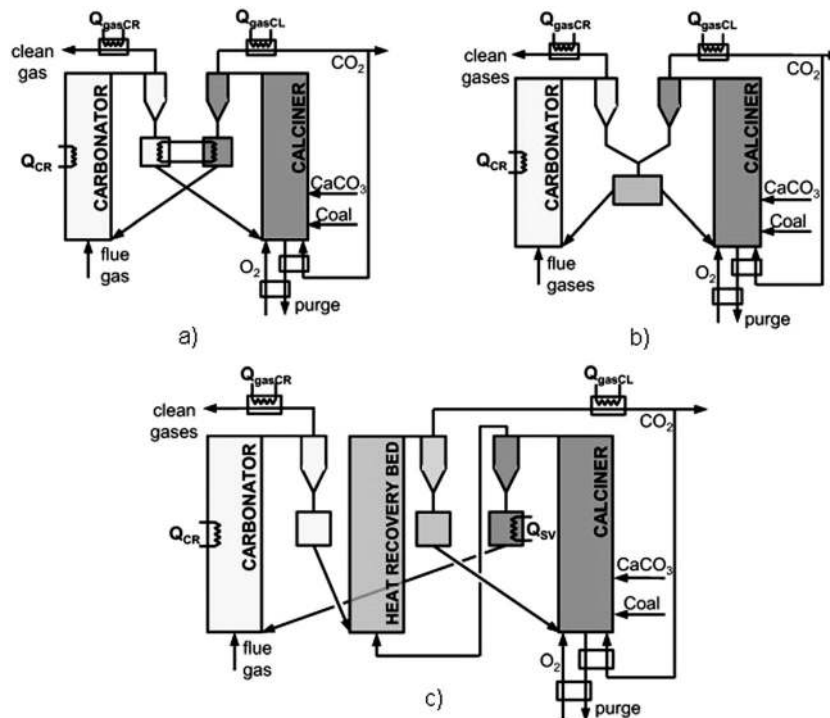 QgasCR
QgasCL
clean
gas
CO2
CARBONATOR
CALCINER
QCR
CaCO3
Coal
flue
gas
O2
purge
a)
QgasCR
QgasCL
clean
gases
CO2
CARBONATOR
CALCINER
QCR
CaCO3
Coal
flue
gases
O2
purge
b)
QgasCR
QgasCL
clean
gases
CO2
CARBONATOR
HEAT RECOVERY BED
CALCINER
QCR
QSV
CaCO3
Coal
flue
gas
O2
purge
c)